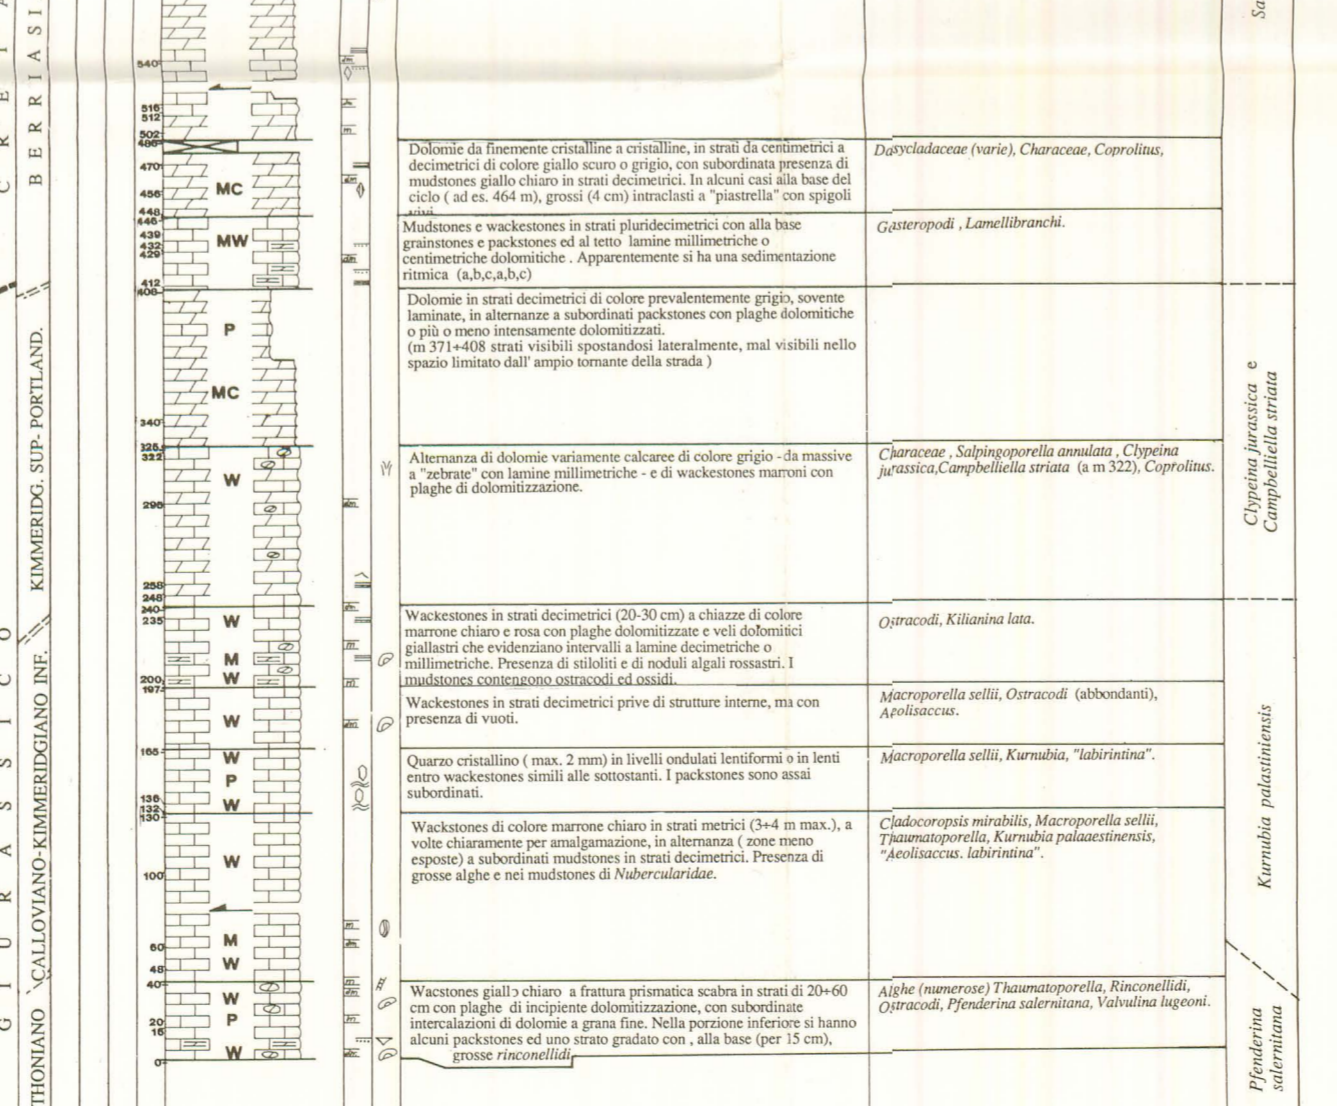 Sa
C R E T A
B E R R I A S I
540
516
512
502
486
470
456
448
MC
Dolomie da finemente cristalline a cristalline, in strati da centimetrici a
decimetrici di colore giallo scuro o grigio, con subordinata presenza di
mudstones giallo chiaro in strati decimetrici. In alcuni casi alla base del
ciclo ( ad es. 464 m), grossi (4 cm) intraclasti a "piastrella" con spigoli
vivi.
Dasycladaceae (varie), Characeae, Coprolitus,
446
439
432
429
412
MW
Mudstones e wackestones in strati pluridecimetrici con alla base
grainstones e packstones ed al tetto lamine millimetriche o
centimetriche dolomitiche . Apparentemente si ha una sedimentazione
ritmica (a,b,c,a,b,c)
Gasteropodi , Lamellibranchi.
408
P
MC
340
Dolomie in strati decimetrici di colore prevalentemente grigio, sovente
laminate, in alternanze a subordinati packstones con plaghe dolomitiche
o più o meno intensamente dolomitizzati.
(m 371÷408 strati visibili spostandosi lateralmente, mal visibili nello
spazio limitato dall' ampio tornante della strada )
KIMMERIDG. SUP- PORTLAND.
Clypeina jurassica e
Campbelliella striata
325
322
W
295
258
248
Alternanza di dolomie variamente calcaree di colore grigio - da massive
a "zebrate" con lamine millimetriche - e di wackestones marroni con
plaghe di dolomitizzazione.
Characeae , Salpingoporella annulata , Clypeina
jurassica,Campbelliella striata (a m 322), Coprolitus.
240
235
W
M
W
200
Wackestones in strati decimetrici (20-30 cm) a chiazze di colore
marrone chiaro e rosa con plaghe dolomitizzate e veli dolomitici
giallastri che evidenziano intervalli a lamine decimetriche o
millimetriche. Presenza di stiloliti e di noduli algali rossastri. I
mudstones contengono ostracodi ed ossidi.
Ostracodi, Kilianina lata.
197
W
Wackestones in strati decimetrici prive di strutture interne, ma con
presenza di vuoti.
Macroporella sellii, Ostracodi (abbondanti),
Aeolisaccus.
G I U R A S S I C O
CALLOVIANO-KIMMERIDGIANO INF.
Kurnubia palastiniensis
W
P
W
135
132
Quarzo cristallino ( max. 2 mm) in livelli ondulati lentiformi o in lenti
entro wackestones simili alle sottostanti. I packstones sono assai
subordinati.
Macroporella sellii, Kurnubia, "labirintina".
130
W
100
M
60
W
48
Wackstones di colore marrone chiaro in strati metrici (3÷4 m max.), a
volte chiaramente per amalgamazione, in alternanza ( zone meno
esposte) a subordinati mudstones in strati decimetrici. Presenza di
grosse alghe e nei mudstones di Nubercularidae.
Cladocoropsis mirabilis, Macroporella sellii,
Thaumatoporella, Kurnubia palaaestinensis,
"Aeolisaccus. labirintina".
40
W
P
20
W
0
Wacstones giallo chiaro a frattura prismatica scabra in strati di 20÷60
cm con plaghe di incipiente dolomitizzazione, con subordinate
intercalazioni di dolomie a grana fine. Nella porzione inferiore si hanno
alcuni packstones ed uno strato gradato con , alla base (per 15 cm),
grosse rinconellidi
Alghe (numerose) Thaumatoporella, Rinconellidi,
Ostracodi, Pfenderina salernitana, Valvulina lugeoni.
THONIANO
Pfenderina
salernitana